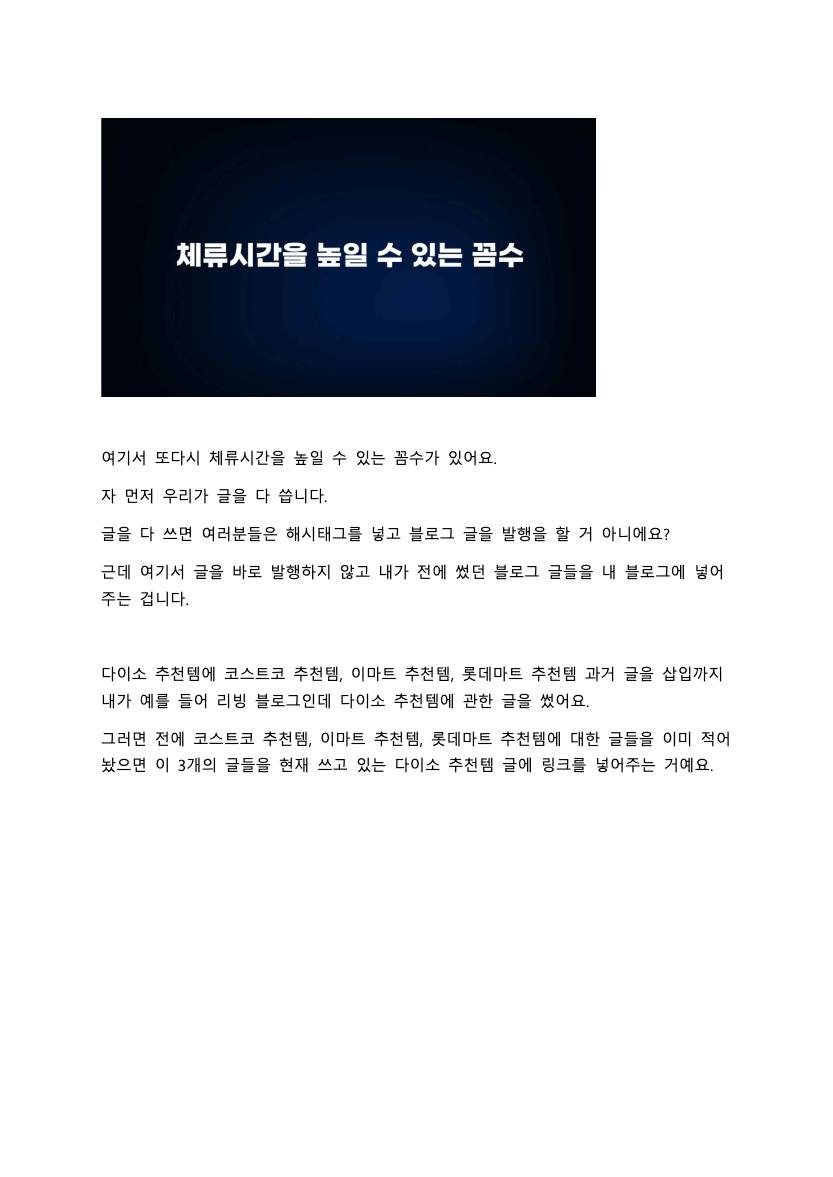 체류시간을 높일 수 있는 꼼수
여기서 또다시 체류시간을 높일 수 있는 꼼수가 있어요.
자 먼저 우리가 글을 다 씁니다.
글을 다 쓰면 여러분들은 해시태그를 넣고 블로그 글을 발행을 할 거 아니에요?
근데 여기서 글을 바로 발행하지 않고 내가 전에 썼던 블로그 글들을 내 블로그에 넣어
주는 겁니다.
다이소 추천템에 코스트코 추천템, 이마트 추천템, 롯데마트 추천템 과거 글을 삽입까지
내가 예를 들어 리빙 블로그인데 다이소 추천템에 관한 글을 썼어요.
그러면 전에 코스트코 추천템, 이마트 추천템, 롯데마트 추천템에 대한 글들을 이미 적어
놨으면 이 3개의 글들을 현재 쓰고 있는 다이소 추천템 글에 링크를 넣어주는 거예요.